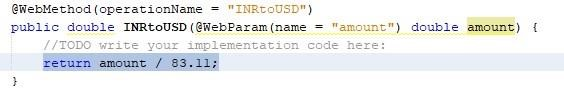 @WebMethod(operationName = "INRtoUSD")
public double INRtoUSD(@WebParam(name = "amount") double amount) {
//TODO write your implementation code here:
return amount / 83.11;
}